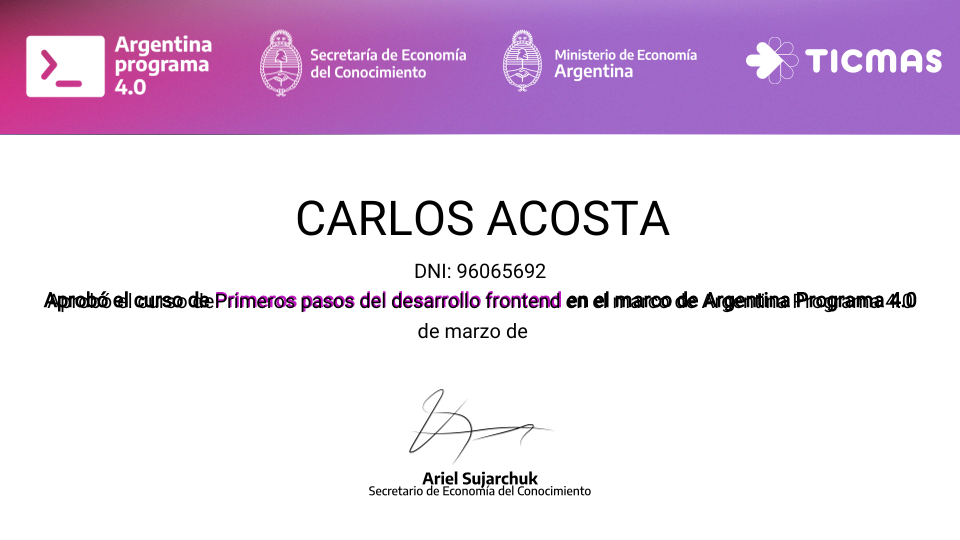 Argentina
programa
4.0
Secretaría de Economía
del Conocimiento
Ministerio de Economía
Argentina
TICMAS
CARLOS ACOSTA
DNI: 96065692
Aprobó el curso de Primeros pasos del desarrollo frontend en el marco de Argentina Programa 4.0
de marzo de
Ariel Sujarchuk
Secretario de Economía del Conocimiento